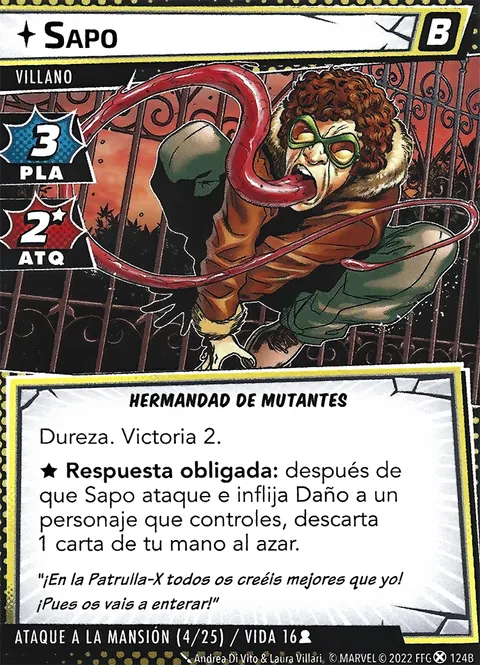 SAPO
B
VILLANO
3
PLA
2★
ATQ
HERMANDAD DE MUTANTES
Dureza. Victoria 2.
★ Respuesta obligada: después de
que Sapo ataque e inflija Daño a un
personaje que controles, descarta
1 carta de tu mano al azar.
"¡En la Patrulla-X todos os creéis mejores que yo!
¡Pues os vais a enterar!"
ATAQUE A LA MANSIÓN (4/25) / VIDA 16
Andrea Di Vito & Laura Villari. © MARVEL © 2022 FFG 124B